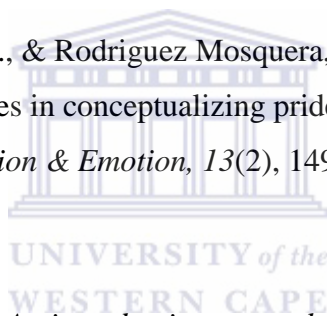 ., & Rodriguez Mosquera,
es in conceptualizing pride
ion & Emotion, 13(2), 149
UNIVERSITY of the
WESTERN CAPE